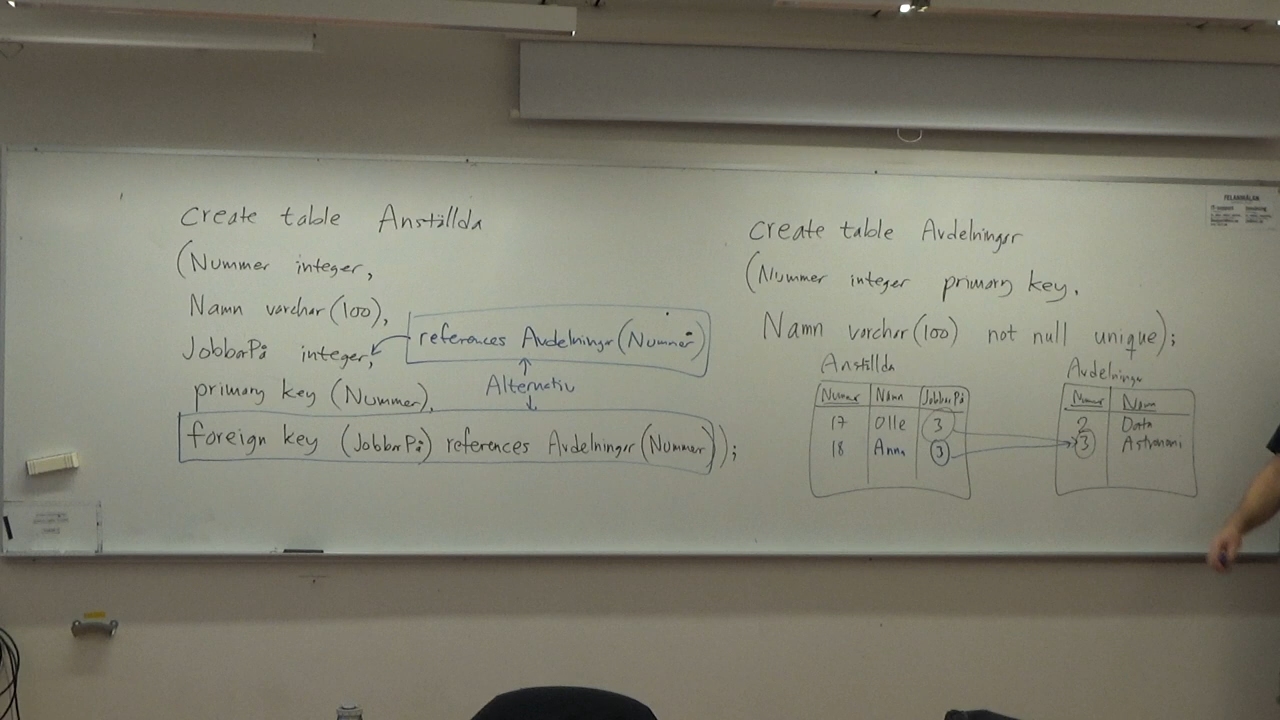 create table Anställda
(Nummer integer,
Namn varchar(100),
JobbarPå integer,
references Avdelningar(Nummer)
Alternativ
primary key (Nummer),
foreign key (JobbarPå) references Avdelningar(Nummer));
create table Avdelningar
(Nummer integer primary key,
Namn varchar(100) not null unique);
Anställda
Nummer Namn JobbarPå
17 Olle 3
18 Anna 3
Avdelningar
Nummer Namn
2 Data
3 Astronomi
FELANMÄLAN